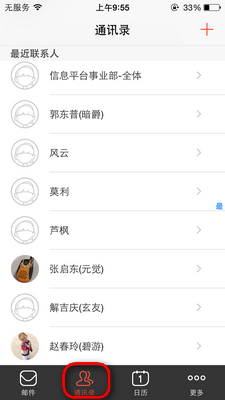 无服务 上午9:55 33%
通讯录
最近联系人
信息平台事业部-全体
郭东普(暗爵)
风云
莫利
最
芦枫
张启东(元觉)
解吉庆(玄友)
赵春玲(碧游)
邮件 通讯录 1 日历 更多